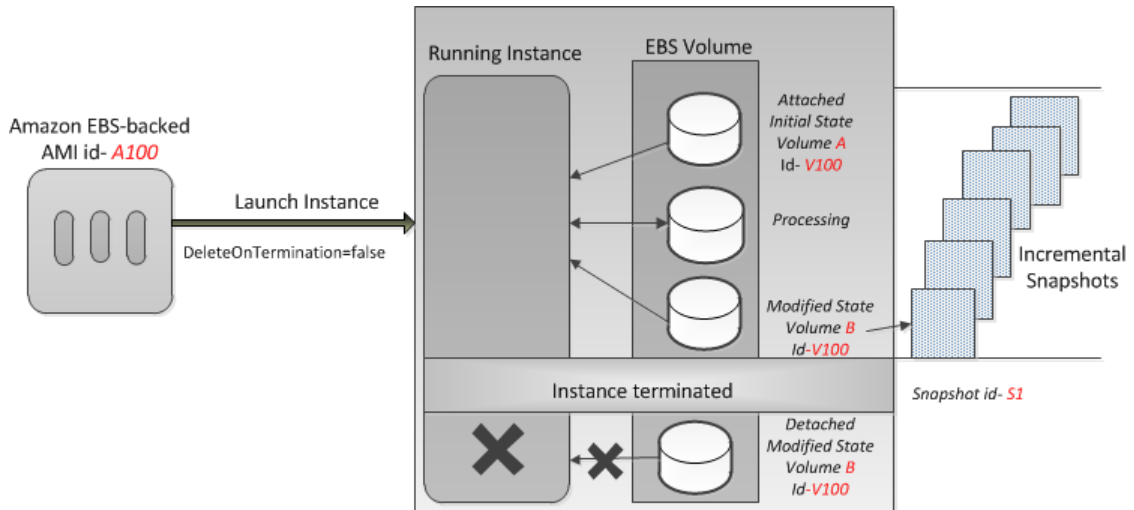 Amazon EBS-backed
AMI id- A100
Launch Instance
DeleteOnTermination=false
Running Instance
EBS Volume
Attached
Initial State
Volume A
Id- V100
Processing
Modified State
Volume B
Id-V100
Incremental
Snapshots
Instance terminated
Snapshot id- S1
Detached
Modified State
Volume B
Id-V100